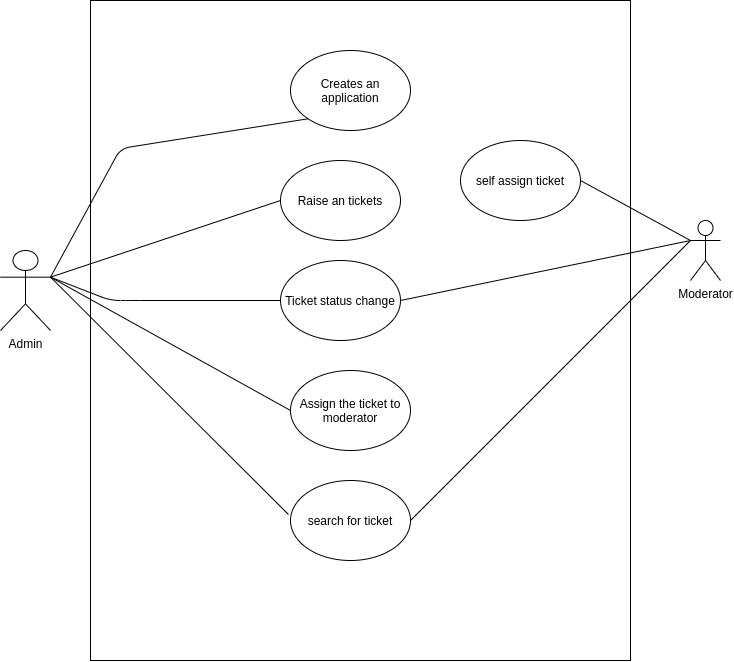 Creates an
application
self assign ticket
Raise an tickets
Moderator
Ticket status change
Admin
Assign the ticket to
moderator
search for ticket